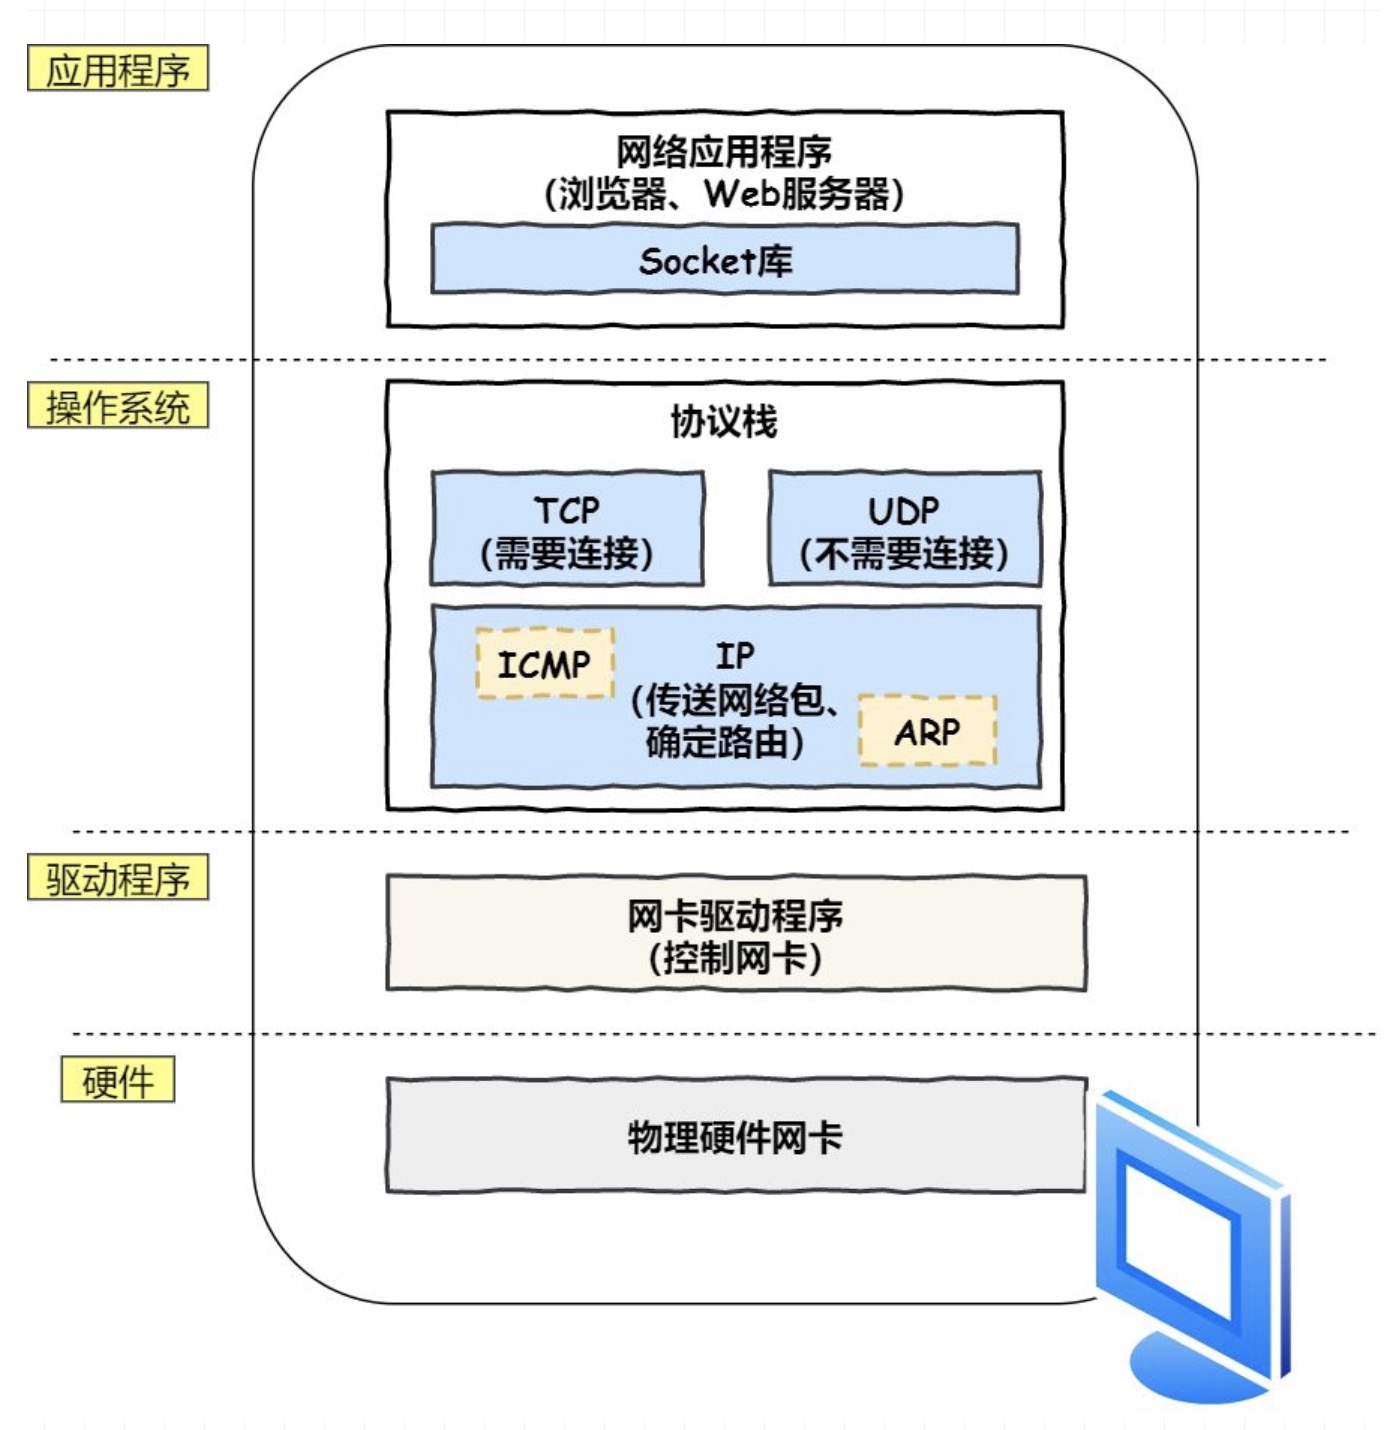 应用程序
网络应用程序
（浏览器、Web服务器）
Socket库
操作系统
协议栈
TCP
（需要连接）
UDP
（不需要连接）
ICMP
IP
（传送网络包、
确定路由）
ARP
驱动程序
网卡驱动程序
（控制网卡）
硬件
物理硬件网卡